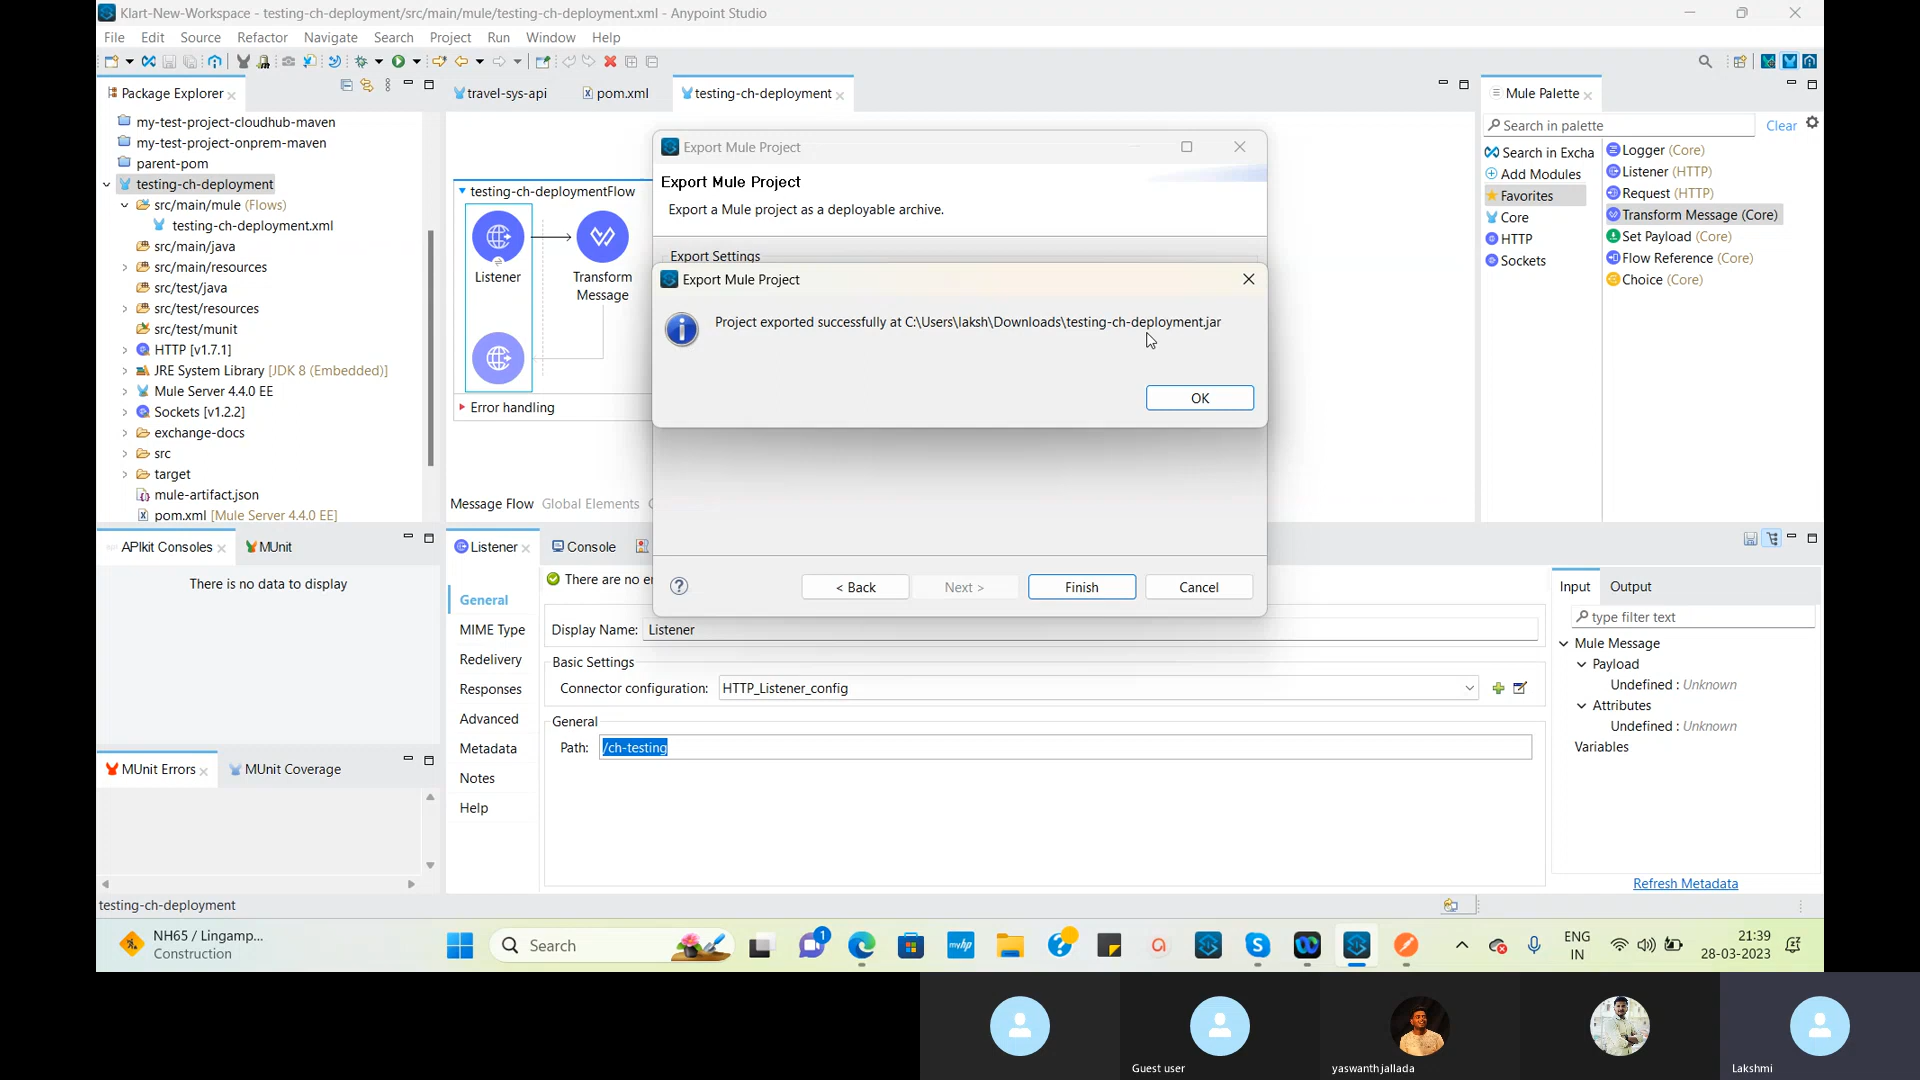 Klart-New-Workspace - testing-ch-deployment/src/main/mule/testing-ch-deployment.xml - Anypoint Studio
File Edit Source Refactor Navigate Search Project Run Window Help
Package Explorer
my-test-project-cloudhub-maven
my-test-project-onprem-maven
parent-pom
testing-ch-deployment
src/main/mule (Flows)
testing-ch-deployment.xml
src/main/java
src/main/resources
src/test/java
src/test/resources
src/test/munit
HTTP [v1.7.1]
JRE System Library [JDK 8 (Embedded)]
Mule Server 4.4.0 EE
Sockets [v1.2.2]
exchange-docs
src
target
mule-artifact.json
pom.xml [Mule Server 4.4.0 EE]
travel-sys-api
pom.xml
testing-ch-deployment
testing-ch-deploymentFlow
Listener
Transform
Message
Error handling
Message Flow Global Elements
Export Mule Project
Export Mule Project
Export a Mule project as a deployable archive.
Export Settings
Export Mule Project
Project exported successfully at C:\Users\laksh\Downloads\testing-ch-deployment.jar
OK
< Back
Next >
Finish
Cancel
Mule Palette
Search in palette
Clear
Search in Excha
Add Modules
Favorites
Core
HTTP
Sockets
Logger (Core)
Listener (HTTP)
Request (HTTP)
Transform Message (Core)
Set Payload (Core)
Flow Reference (Core)
Choice (Core)
APIkit Consoles
MUnit
There is no data to display
MUnit Errors
MUnit Coverage
Listener
Console
There are no er
General
MIME Type
Redelivery
Responses
Advanced
Metadata
Notes
Help
Display Name: Listener
Basic Settings
Connector configuration: HTTP_Listener_config
General
Path: /ch-testing
Input
Output
type filter text
Mule Message
Payload
Undefined : Unknown
Attributes
Undefined : Unknown
Variables
Refresh Metadata
testing-ch-deployment
NH65 / Lingamp...
Construction
Search
1
myhp
ENG
IN
21:39
28-03-2023
Guest user
yaswanth jallada
Lakshmi